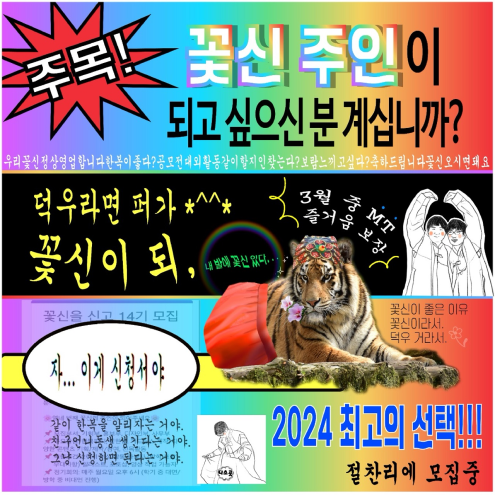 주목!
꽃신 주인이
되고 싶으신 분 계십니까?
우리꽃신정상영업합니다한복이좋다?공모전대외활동같이할지인찾는다?보람느끼고싶다?축하드립니다꽃신오시면돼요
덕우라면 퍼가 *^^*
꽃신이 되,
내 발에 꽃신 있다....
3월 중 MT
즐거움 보장
꽃신이 좋은 이유
꽃신이라서.
덕우 거라서.
꽃신을 신고 14기 모집
자... 이게 신청서야
같이 한복을 알리자는 거야.
친구언니동생 생긴다는 거야.
그냥 신청하면 된다는 거야.
2024 최고의 선택!!!
절찬리에 모집중